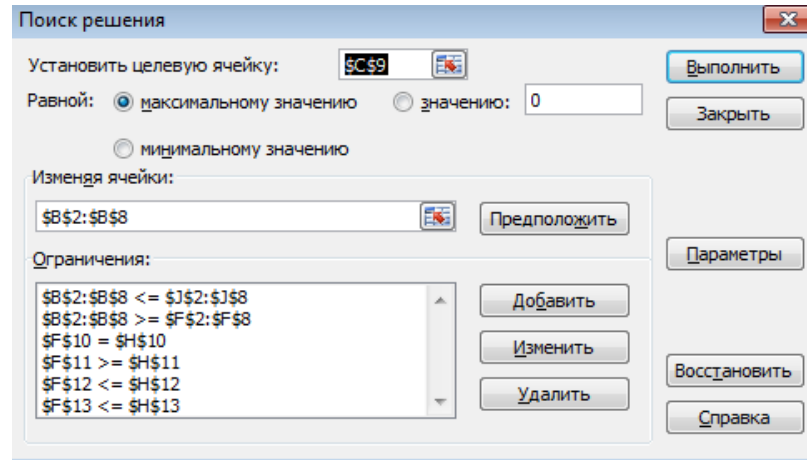 Поиск решения
Установить целевую ячейку: $C$9
Выполнить
Равной: максимальному значению значению: 0
Закрыть
минимальному значению
Изменяя ячейки:
$B$2:$B$8 Предположить
Параметры
Ограничения:
$B$2:$B$8 <= $J$2:$J$8
$B$2:$B$8 >= $F$2:$F$8
$F$10 = $H$10
$F$11 >= $H$11
$F$12 <= $H$12
$F$13 <= $H$13
Добавить
Изменить
Удалить
Восстановить
Справка